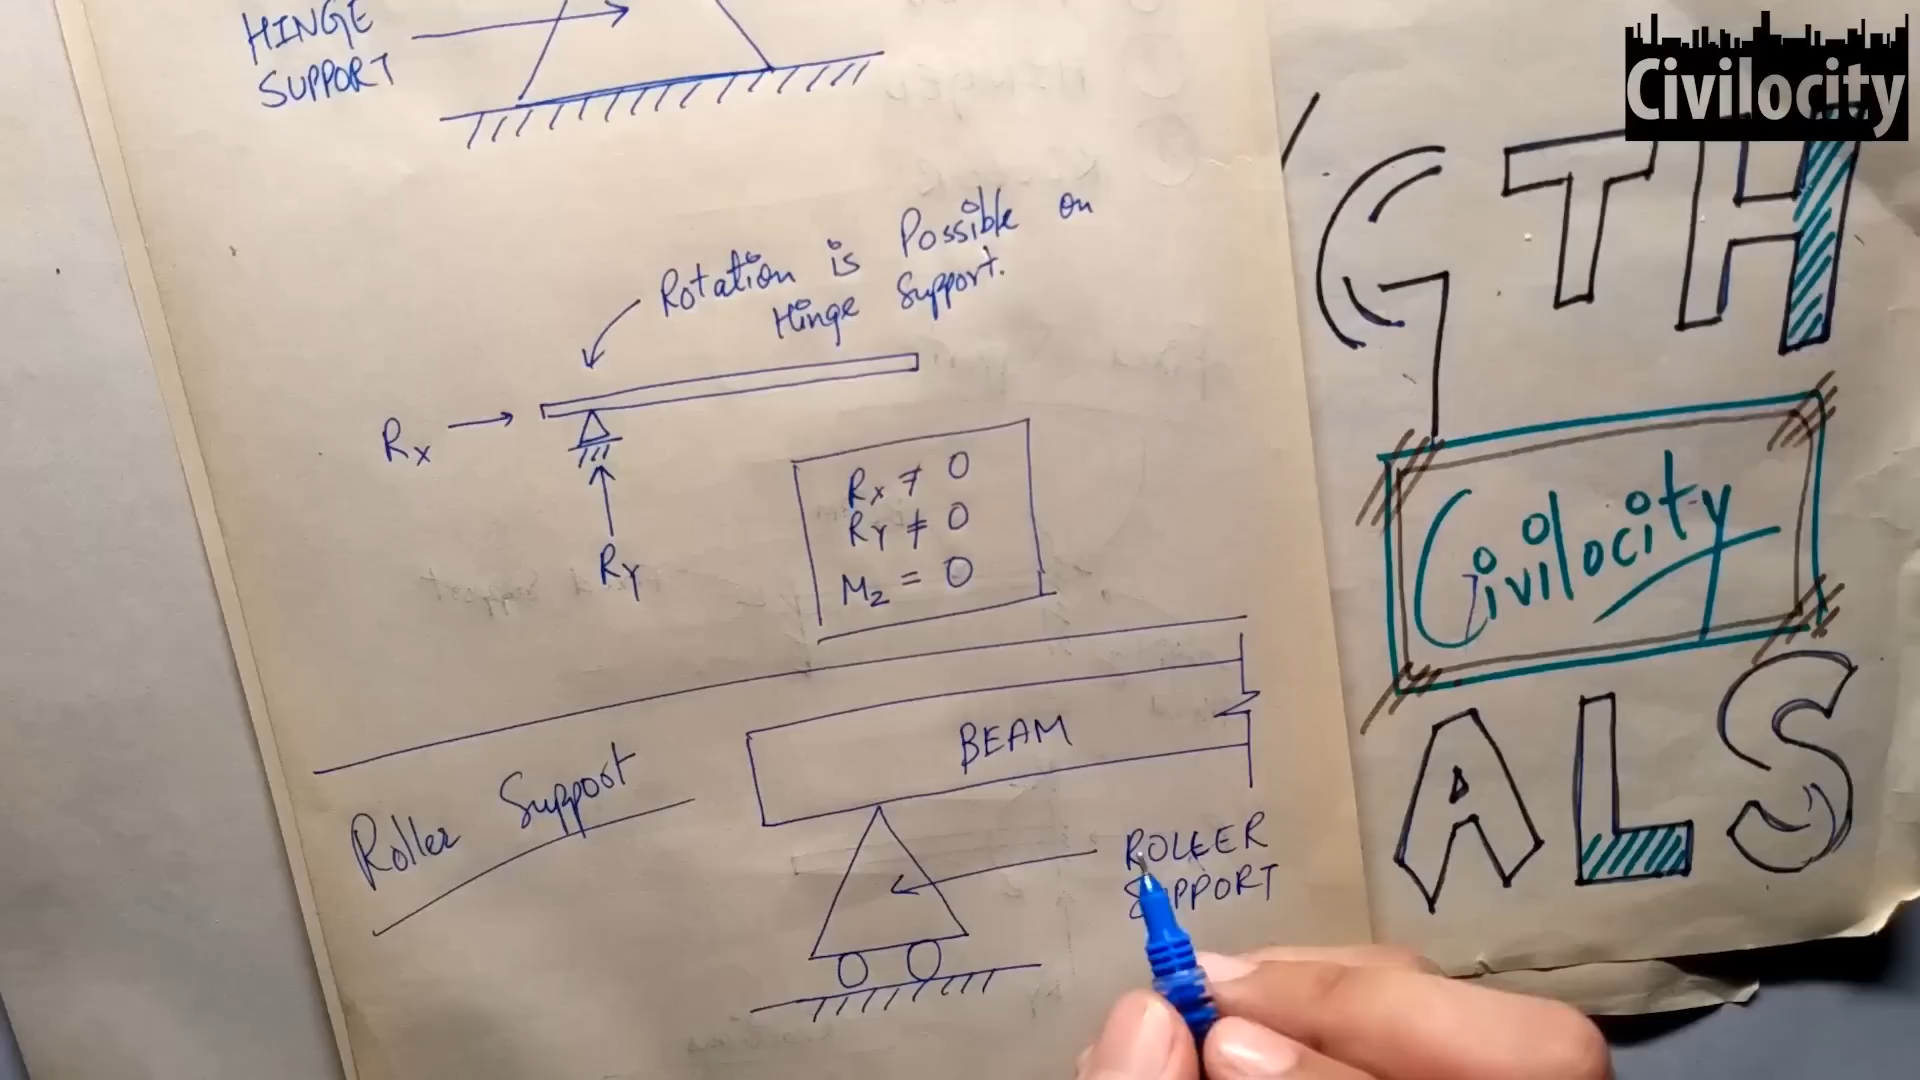 HINGE
SUPPORT
Civilocity
GTH
Rotation is Possible on
Hinge Support.
Rx
Ry
Rx ≠ 0
Ry ≠ 0
Mz = 0
Civilocity
BEAM
Roller Support
ROLLER
SUPPORT
ALS